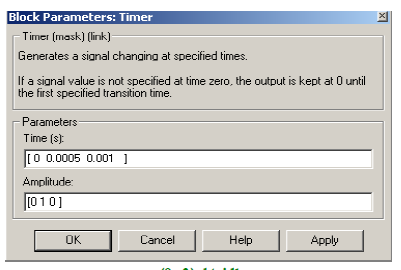 Block Parameters: Timer
Timer (mask) (link)
Generates a signal changing at specified times.
If a signal value is not specified at time zero, the output is kept at 0 until
the first specified transition time.
Parameters
Time (s):
[ 0 0.0005 0.001 ]
Amplitude:
[0 1 0 ]
OK Cancel Help Apply